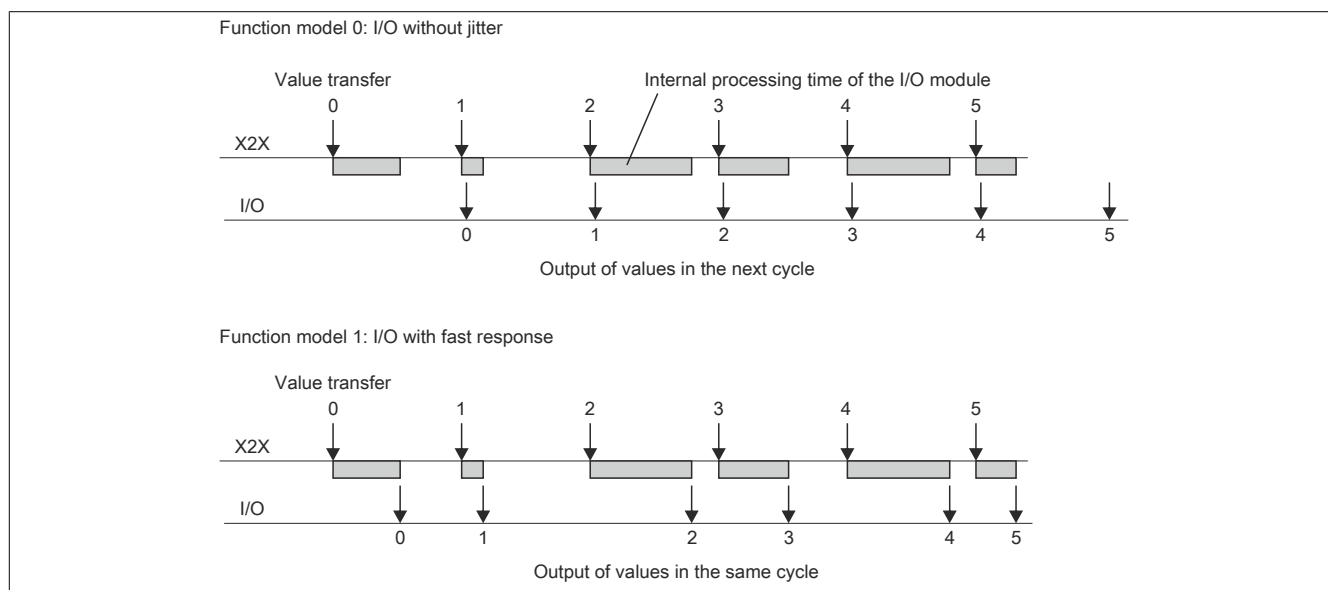 Function model 0: I/O without jitter
Value transfer
Internal processing time of the I/O module
0 1 2 3 4 5
X2X
I/O
0 1 2 3 4 5
Output of values in the next cycle
Function model 1: I/O with fast response
Value transfer
0 1 2 3 4 5
X2X
I/O
0 1 2 3 4 5
Output of values in the same cycle